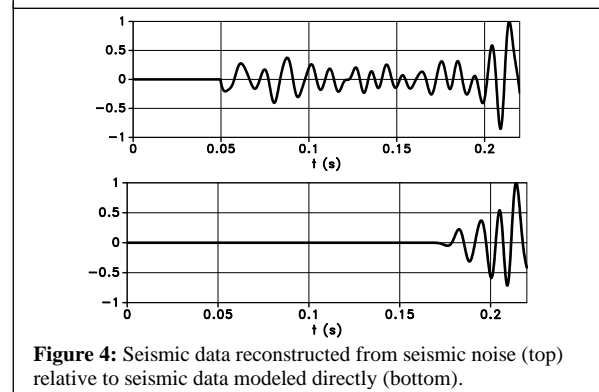 1
0.5
0
−0.5
−1
0 0.05 0.1 0.15 0.2
t (s)
1
0.5
0
−0.5
−1
0 0.05 0.1 0.15 0.2
t (s)
Figure 4: Seismic data reconstructed from seismic noise (top)
relative to seismic data modeled directly (bottom).